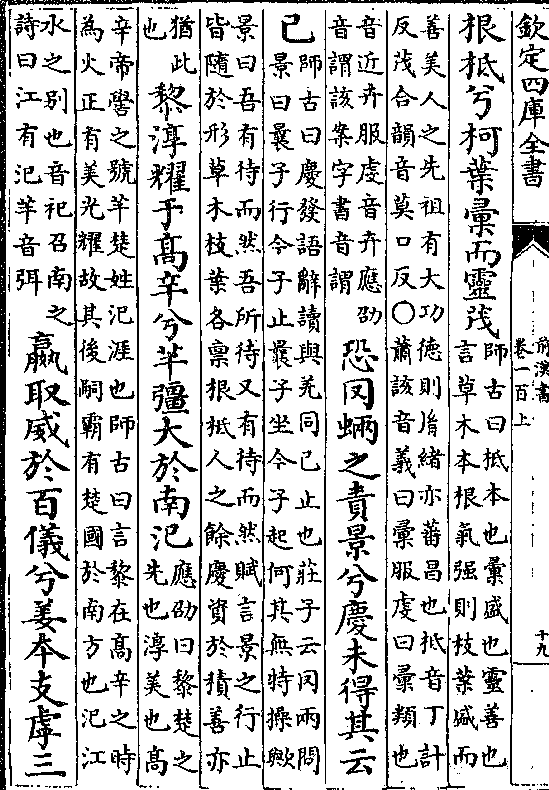 欽定四庫全書
前漢書
卷一百上
十九
根柢兮柯葉彙而靈茂
師古曰柢本也彙盛也靈善也
言草木本根氣强則枝葉盛而
善美人之先祖有大功德則胤緒亦蕃昌也柢音丁計
反茂合韻音莫口反○蕭該音義曰彙服虔曰彙類也
音近卉服虔音卉應劭
音謂該案字書音謂
恐罔蜽之責景兮慶未得其云
已
師古曰慶發語辭讀與羌同已止也莊子云罔兩問
景曰曩子行今子止曩子坐今子起何其無特操歟
景曰吾有待而然吾所待又有待而然賦言景之行止
皆隨於形草木枝葉各稟根柢人之餘慶資於積善亦
猶此
也
黎淳耀于髙辛兮羋彊大於南汜
應劭曰黎楚之
先也淳美也髙
辛帝嚳之號羋楚姓汜涯也師古曰言黎在髙辛之時
為火正有美光耀故其後嗣霸有楚國於南方也汜江
水之別也音祀召南之
詩曰江有汜羋音弭
嬴取威於百儀兮姜本支虖三